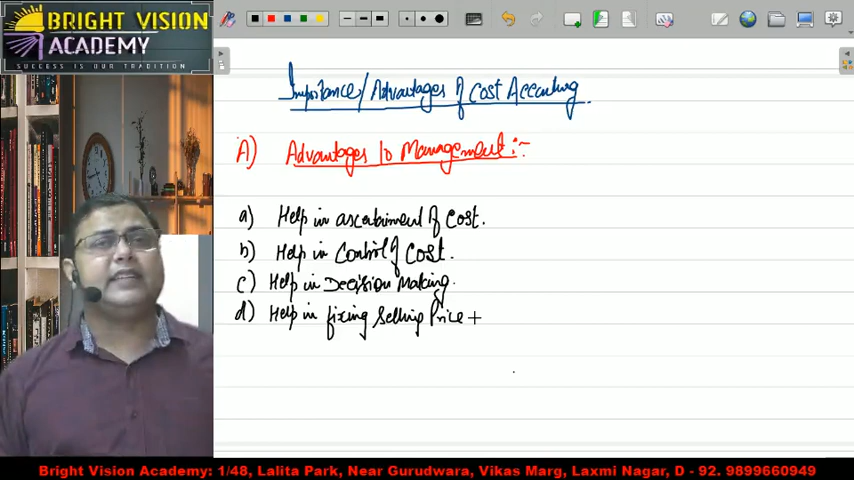 BRIGHT VISION
ACADEMY
SUCCESS IS OUR TRADITION
Importance/Advantages of Cost Accounting.
A) Advantages to Management:-
a) Help in ascertainment of Cost.
b) Help in Control of Cost.
c) Help in Decision Making.
d) Help in fixing Selling Price +
Bright Vision Academy: 1/48, Lalita Park, Near Gurudwara, Vikas Marg, Laxmi Nagar, D - 92. 9899660949